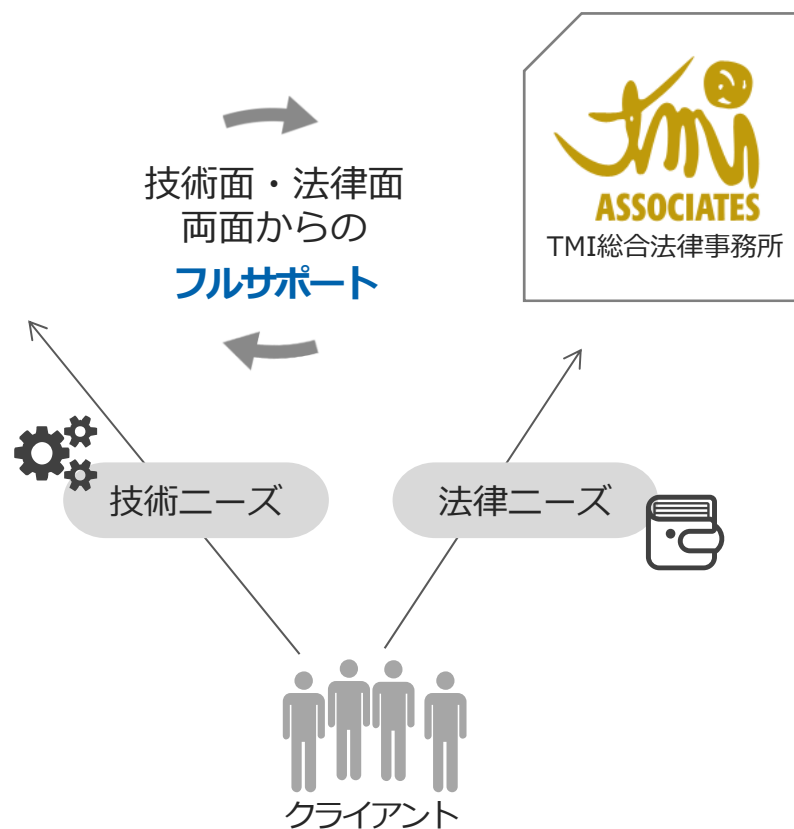 技術面・法律面
両面からの
フルサポート
tmi
ASSOCIATES
TMI総合法律事務所
技術ニーズ
法律ニーズ
クライアント